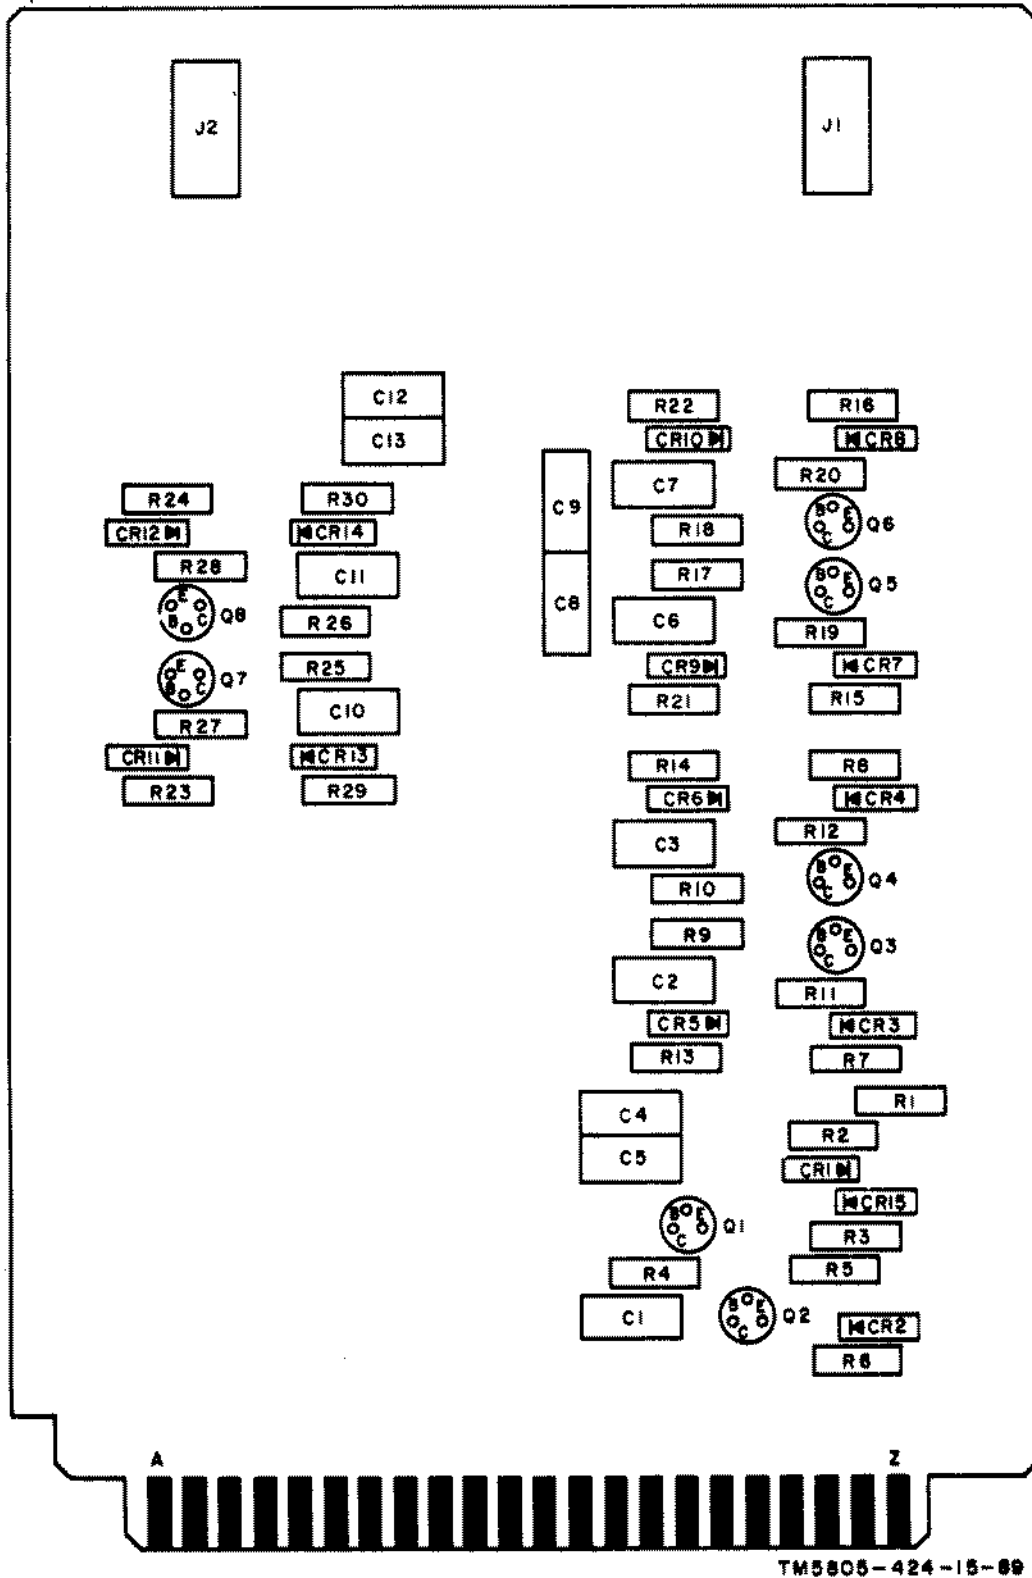 J2 J1
C12 R22 R16
C13 CR10 CR8
R24 R30 C9 C7 R20
CR12 CR14 R18 B E C Q6
R28 C11 R17 B E C Q5
E B C Q8 R26 C8 C6 R19
E B C Q7 R25 CR9 CR7
R27 C10 R21 R15
CR11 CR13 R14 R8
R23 R29 CR6 CR4
C3 R12
R10 B E C Q4
R9 B E C Q3
C2 R11
CR5 CR3
R13 R7
C4 R1
C5 R2
CR1
CR15
B E C Q1 R3
R4 R5
C1 B E C Q2 CR2
R6
A Z
TM5805-424-15-89